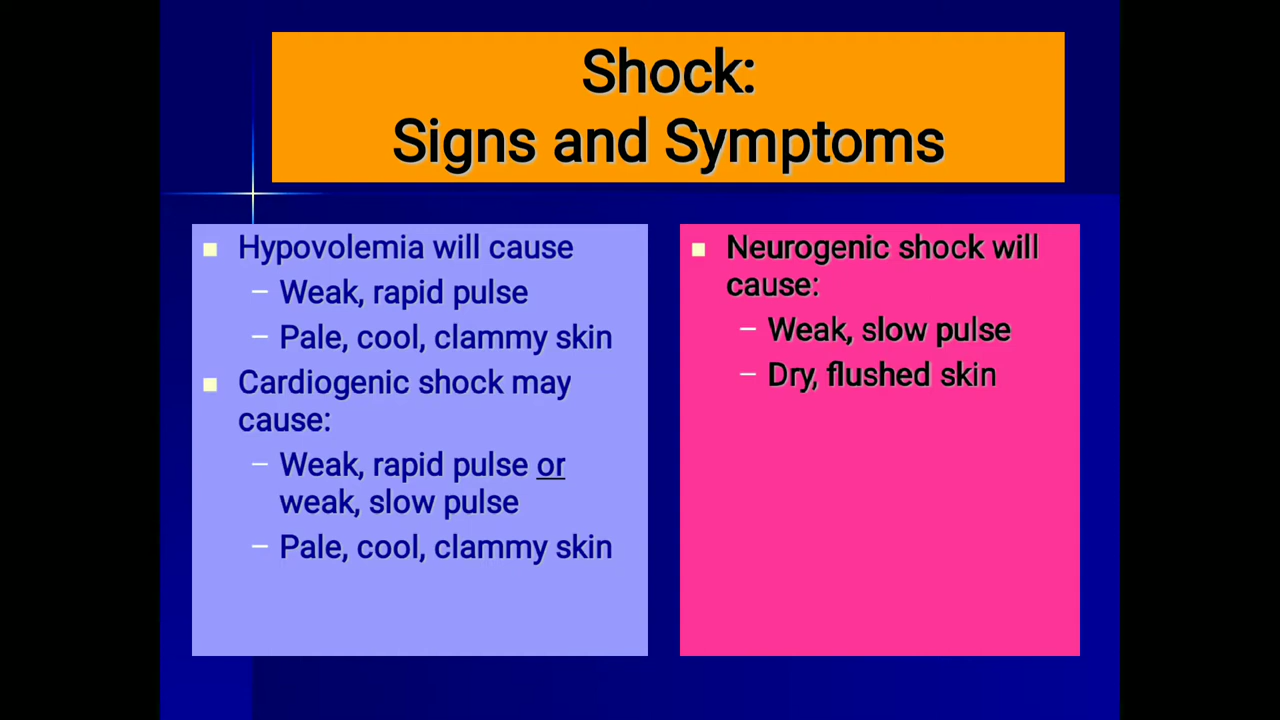 Shock:
Signs and Symptoms
Hypovolemia will cause
– Weak, rapid pulse
– Pale, cool, clammy skin
Cardiogenic shock may
cause:
– Weak, rapid pulse or
weak, slow pulse
– Pale, cool, clammy skin
Neurogenic shock will
cause:
– Weak, slow pulse
– Dry, flushed skin